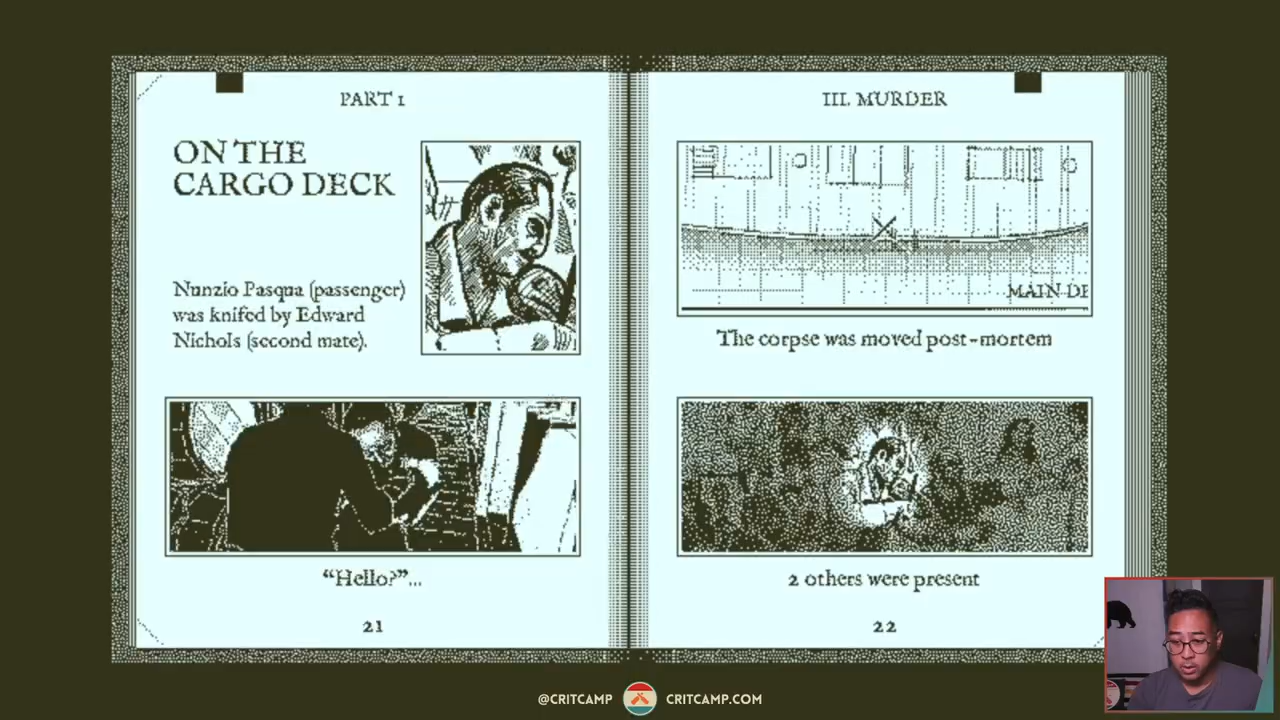 PART 1
ON THE
CARGO DECK
Nunzio Pasqua (passenger)
was knifed by Edward
Nichols (second mate).
“Hello?”...
21
III. MURDER
MAIN DE
The corpse was moved post-mortem
2 others were present
22
@CRITCAMP CRITCAMP.COM